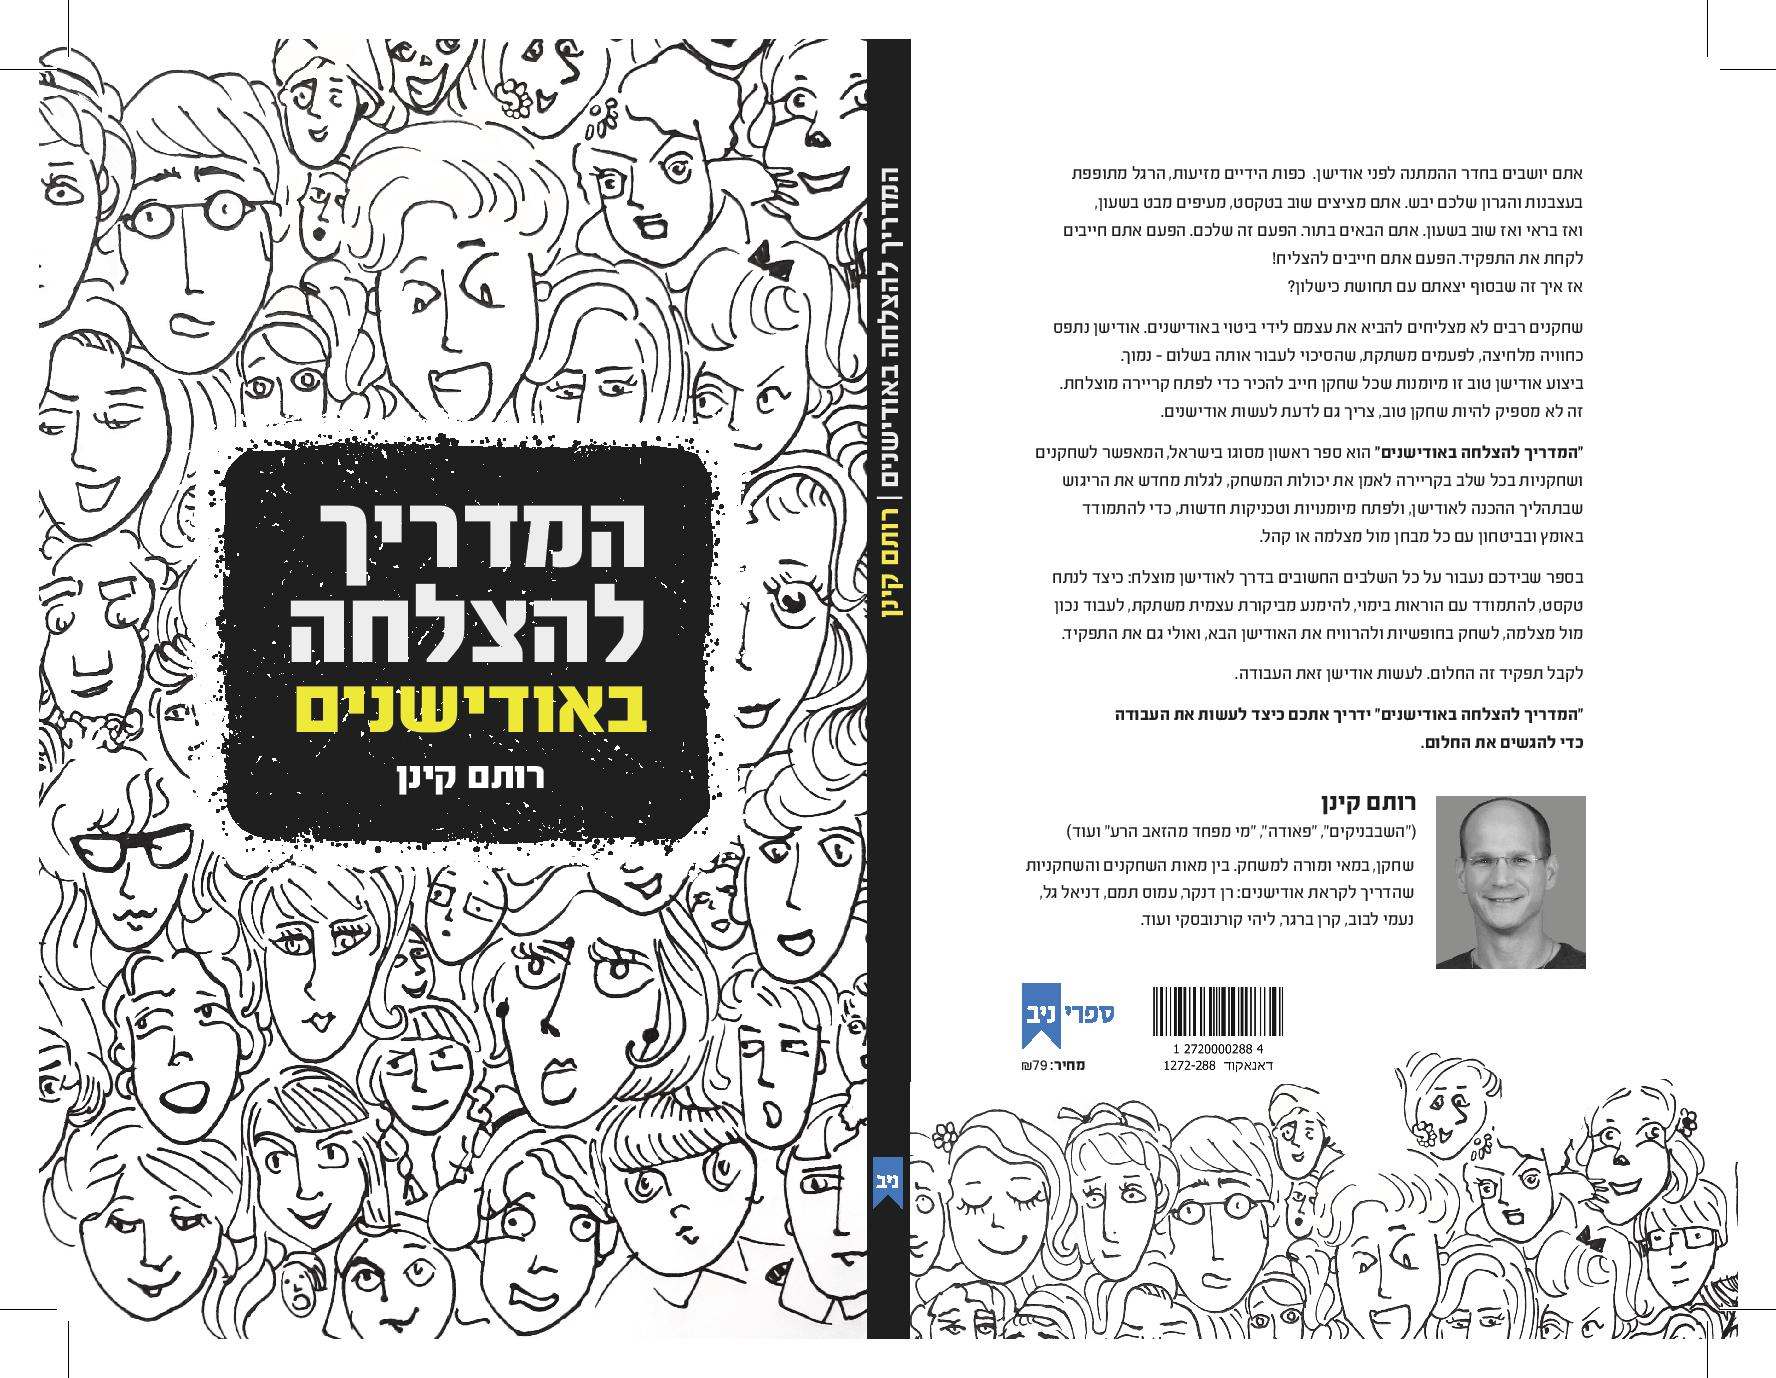 המדריך
להצלחה
באודישנים
רותם קינן
המדריך להצלחה באודישנים | רותם קינן
ניב
אתם יושבים בחדר ההמתנה לפני אודישן. כפות הידיים מזיעות, הרגל מתופפת
בעצבנות והגרון שלכם יבש. אתם מציצים שוב בטקסט, מעיפים מבט בשעון,
ואז בראי ואז שוב בשעון. אתם הבאים בתור. הפעם זה שלכם. הפעם אתם חייבים
לקחת את התפקיד. הפעם אתם חייבים להצליח!
אז איך זה שבסוף יצאתם עם תחושת כישלון?
שחקנים רבים לא מצליחים להביא את עצמם לידי ביטוי באודישנים. אודישן נתפס
כחוויה מלחיצה, לפעמים משתקת, שהסיכוי לעבור אותה בשלום - נמוך.
ביצוע אודישן טוב זו מיומנות שכל שחקן חייב להכיר כדי לפתח קריירה מוצלחת.
זה לא מספיק להיות שחקן טוב, צריך גם לדעת לעשות אודישנים.
"המדריך להצלחה באודישנים" הוא ספר ראשון מסוגו בישראל, המאפשר לשחקנים
ושחקניות בכל שלב בקריירה לאמן את יכולות המשחק, לגלות מחדש את הריגוש
שבתהליך ההכנה לאודישן, ולפתח מיומנויות וטכניקות חדשות, כדי להתמודד
באומץ ובביטחון עם כל מבחן מול מצלמה או קהל.
בספר שבידכם נעבור על כל השלבים החשובים בדרך לאודישן מוצלח: כיצד לנתח
טקסט, להתמודד עם הוראות בימוי, להימנע מביקורת עצמית משתקת, לעבוד נכון
מול מצלמה, לשחק בחופשיות ולהרוויח את האודישן הבא, ואולי גם את התפקיד.
לקבל תפקיד זה החלום. לעשות אודישן זאת העבודה.
"המדריך להצלחה באודישנים" ידריך אתכם כיצד לעשות את העבודה
כדי להגשים את החלום.
רותם קינן
("השבבניקים", "פאודה", "מי מפחד מהזאב הרע" ועוד)
שחקן, במאי ומורה למשחק. בין מאות השחקנים והשחקניות
שהדריך לקראת אודישנים: רן דנקר, עמוס תמם, דניאל גל,
נעמי לבוב, קרן ברגר, ליהי קורנובסקי ועוד.
ספרי ניב
מחיר: 79₪
1 2720000288 4
דאנאקוד 1272-288